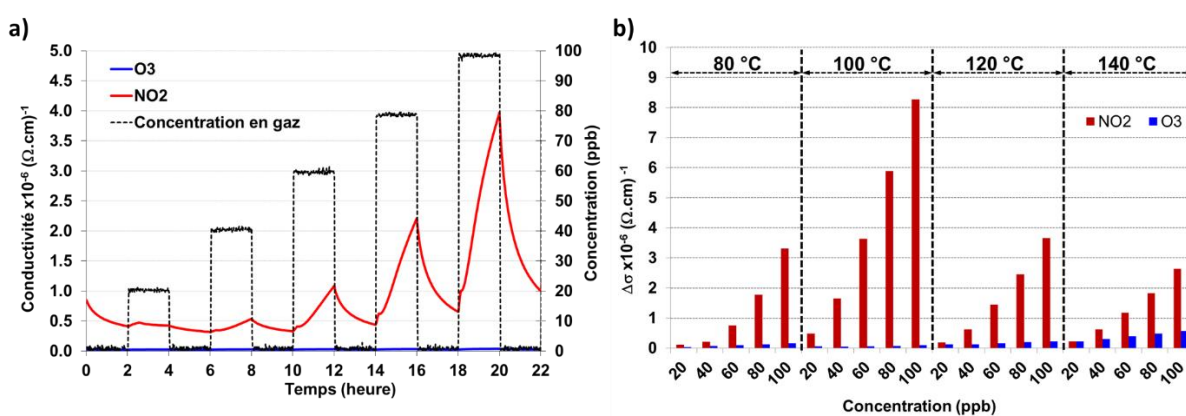 a)
5.0
4.5
4.0
3.5
3.0
2.5
2.0
1.5
1.0
0.5
0.0
Conductivité x10⁻⁶ (Ω.cm)⁻¹
O3
NO2
Concentration en gaz
100
90
80
70
60
50
40
30
20
10
0
Concentration (ppb)
0 2 4 6 8 10 12 14 16 18 20 22
Temps (heure)
b)
10
9
8
7
6
5
4
3
2
1
0
Δσ x10⁻⁶ (Ω.cm) ⁻¹
80 °C 100 °C 120 °C 140 °C
NO2 O3
20 40 60 80 100 20 40 60 80 100 20 40 60 80 100 20 40 60 80 100
Concentration (ppb)